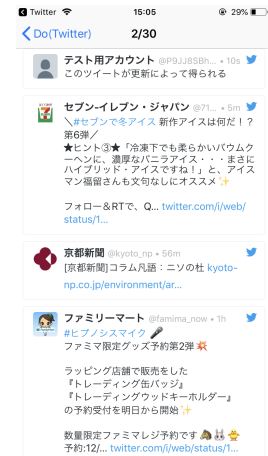 Twitter 15:05 29%
Do(Twitter) 2/30
テスト用アカウント @P9JJ8SBh... • 10s
このツイートが更新によって得られる
セブン‐イレブン・ジャパン @71... • 5m
＼#セブンで冬アイス 新作アイスは何だ！？
第6弾／
★ヒント③★「冷凍下でも柔らかいバウムク
ーヘンに、濃厚なバニラアイス・・・まさに
ハイブリッド・アイスですね！」と、アイス
マン福留さんも文句なしにオススメ✨
フォロー＆RTで、Q... twitter.com/i/web/
status/1...
京都新聞 @kyoto_np • 56m
[京都新聞]コラム凡語：ニソの杜 kyoto-
np.co.jp/environment/ar...
ファミリーマート @famima_now • 1h
#ヒプノシスマイク 🎤
ファミマ限定グッズ予約第2弾💥
ラッピング店舗で販売をした
『トレーディング缶バッジ』
『トレーディングウッドキーホルダー』
の予約受付を明日から開始✨
数量限定ファミマレジ予約です🐴🐰🐥
予約:12/... twitter.com/i/web/status/1...